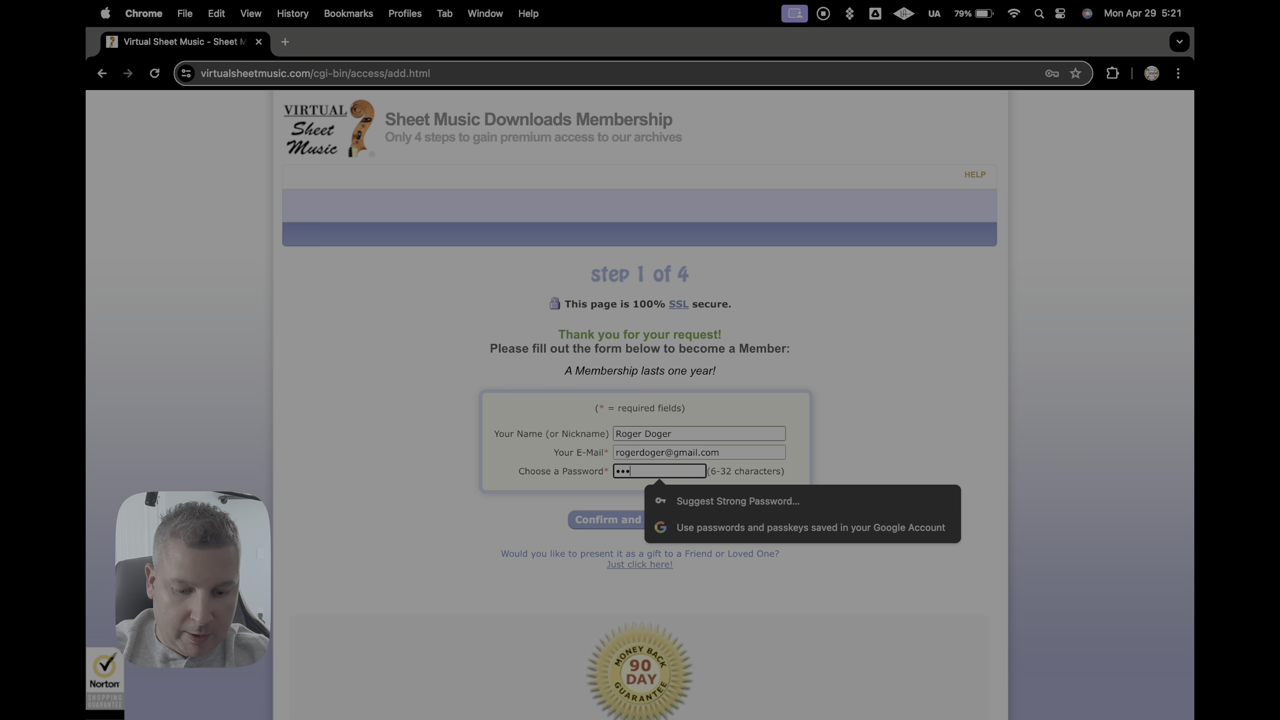 Chrome File Edit View History Bookmarks Profiles Tab Window Help UA 79% Mon Apr 29 5:21
Virtual Sheet Music - Sheet M
virtualsheetmusic.com/cgi-bin/access/add.html
VIRTUAL
Sheet
Music
Sheet Music Downloads Membership
Only 4 steps to gain premium access to our archives
HELP
step 1 of 4
This page is 100% SSL secure.
Thank you for your request!
Please fill out the form below to become a Member:
A Membership lasts one year!
(* = required fields)
Your Name (or Nickname) Roger Doger
Your E-Mail* rogerdoger@gmail.com
Choose a Password* ••• (6-32 characters)
Suggest Strong Password...
Confirm and
Use passwords and passkeys saved in your Google Account
Would you like to present it as a gift to a Friend or Loved One?
Just click here!
MONEY BACK
90
DAY
GUARANTEE
Norton
SHOPPING
GUARANTEE